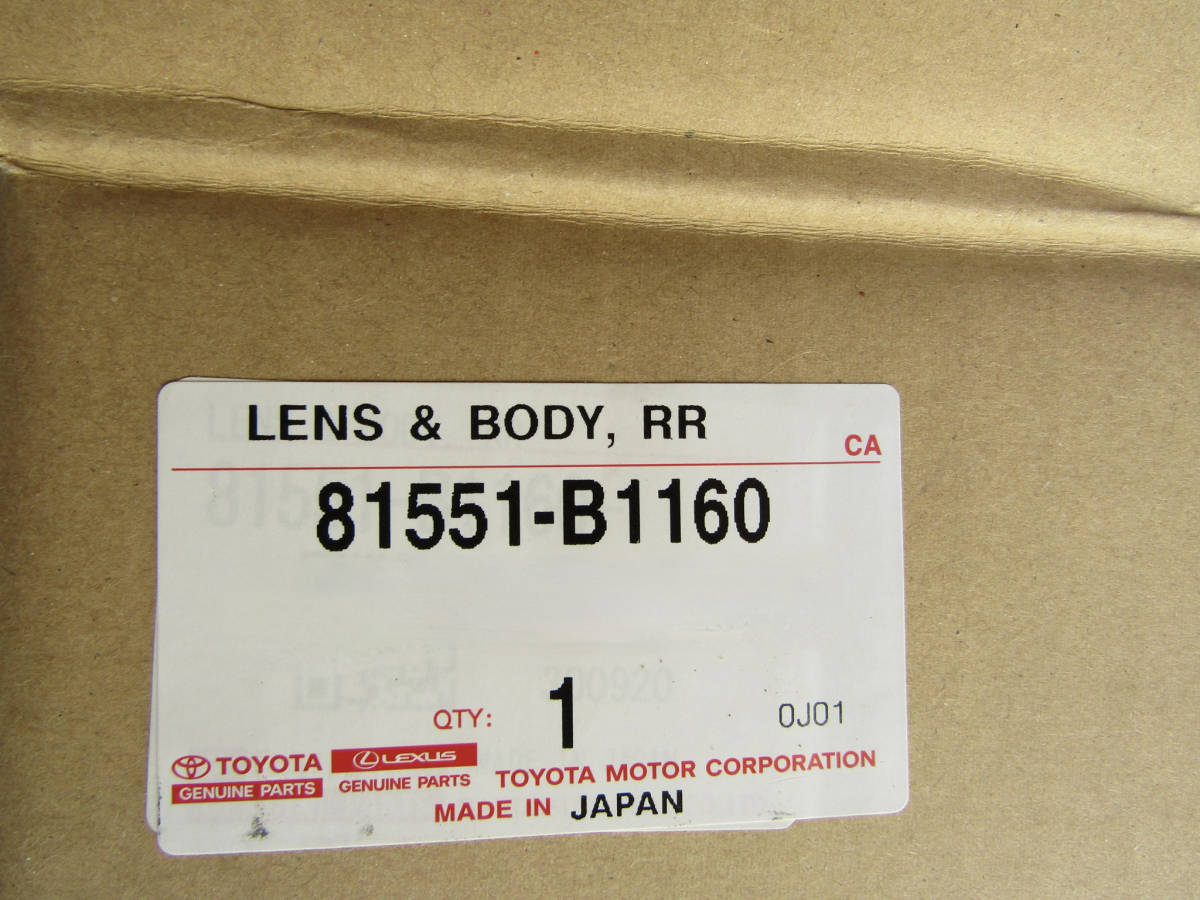 LENS & BODY, RR
CA
81551-B1160
QTY: 1
0J01
TOYOTA
GENUINE PARTS
LEXUS
GENUINE PARTS
TOYOTA MOTOR CORPORATION
MADE IN JAPAN